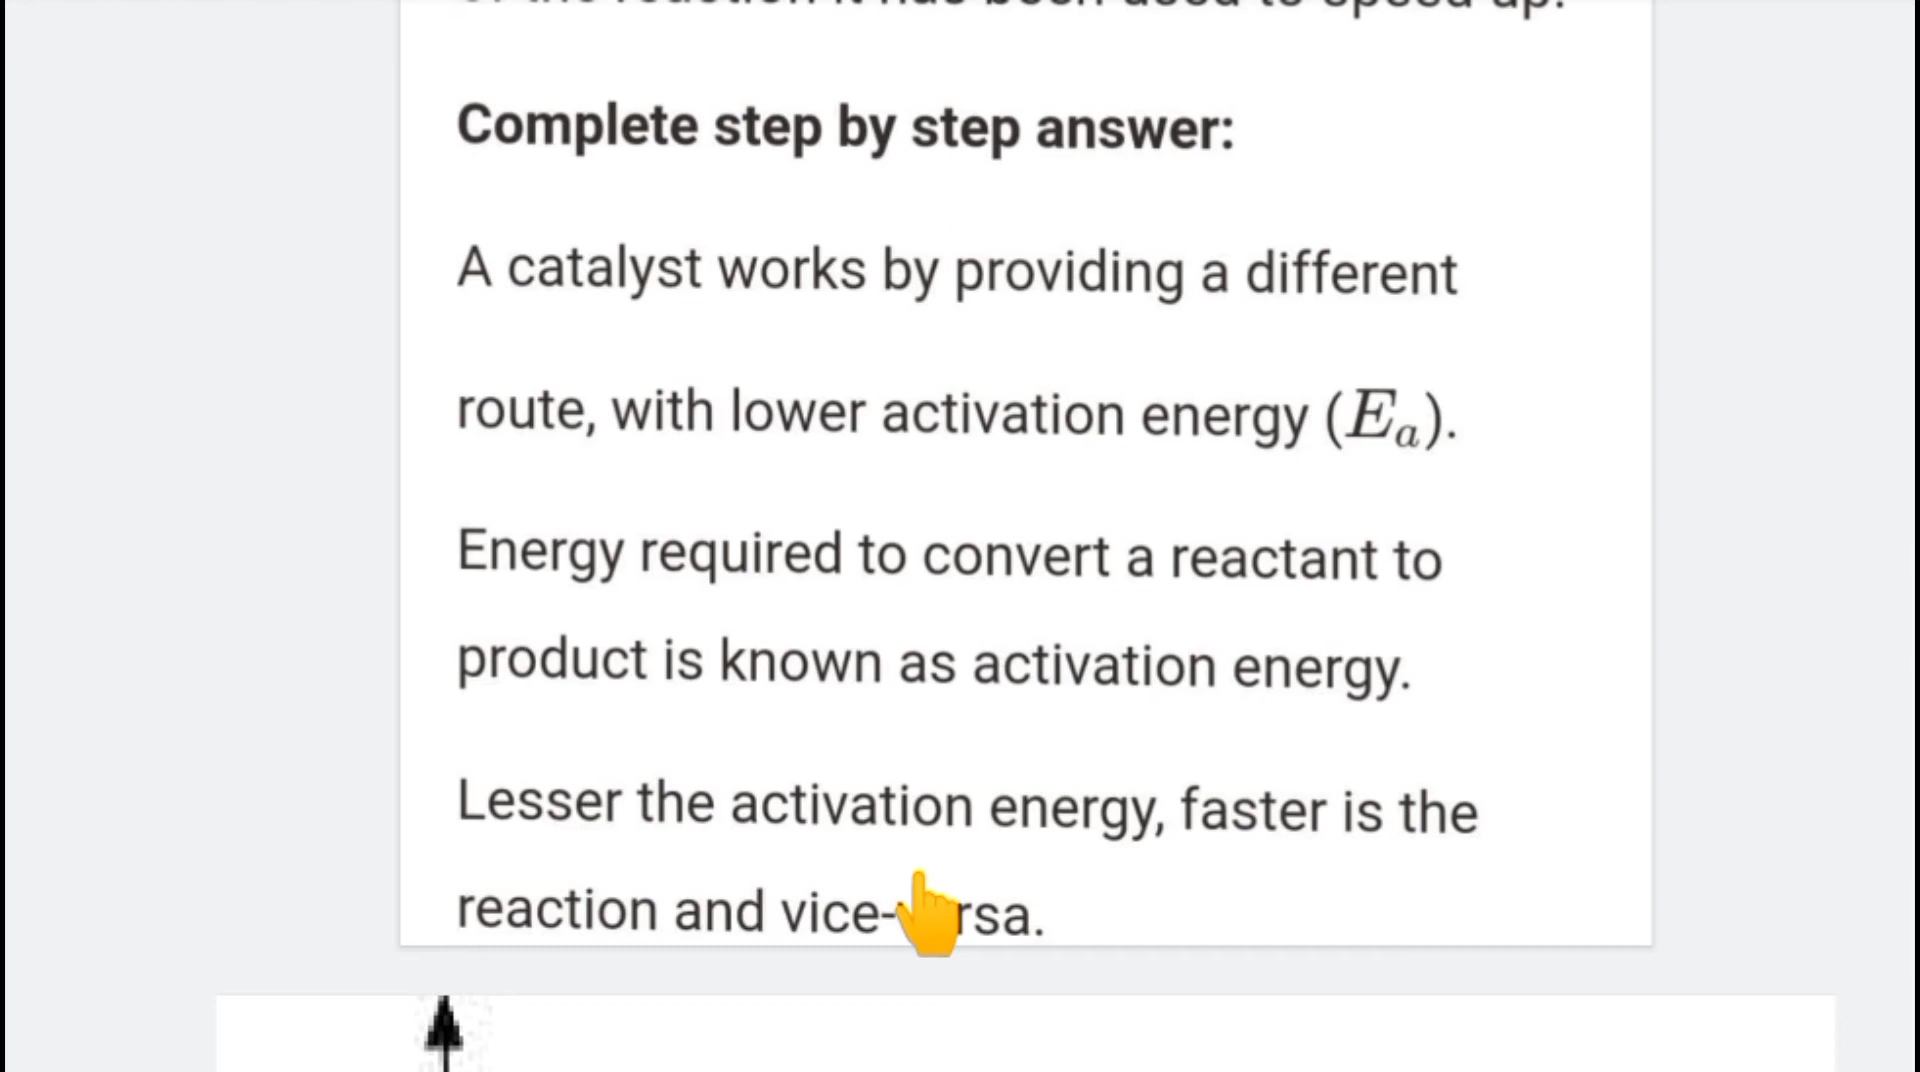 Complete step by step answer:
A catalyst works by providing a different
route, with lower activation energy (Eₐ).
Energy required to convert a reactant to
product is known as activation energy.
Lesser the activation energy, faster is the
reaction and vice-